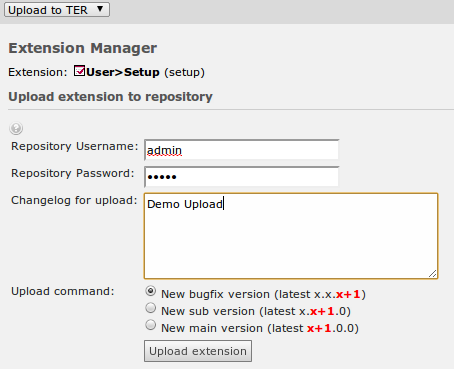 Upload to TER
Extension Manager
Extension: User>Setup (setup)
Upload extension to repository
Repository Username: admin
Repository Password: •••••
Changelog for upload: Demo Upload
Upload command: New bugfix version (latest x.x.x+1)
New sub version (latest x.x+1.0)
New main version (latest x+1.0.0)
Upload extension